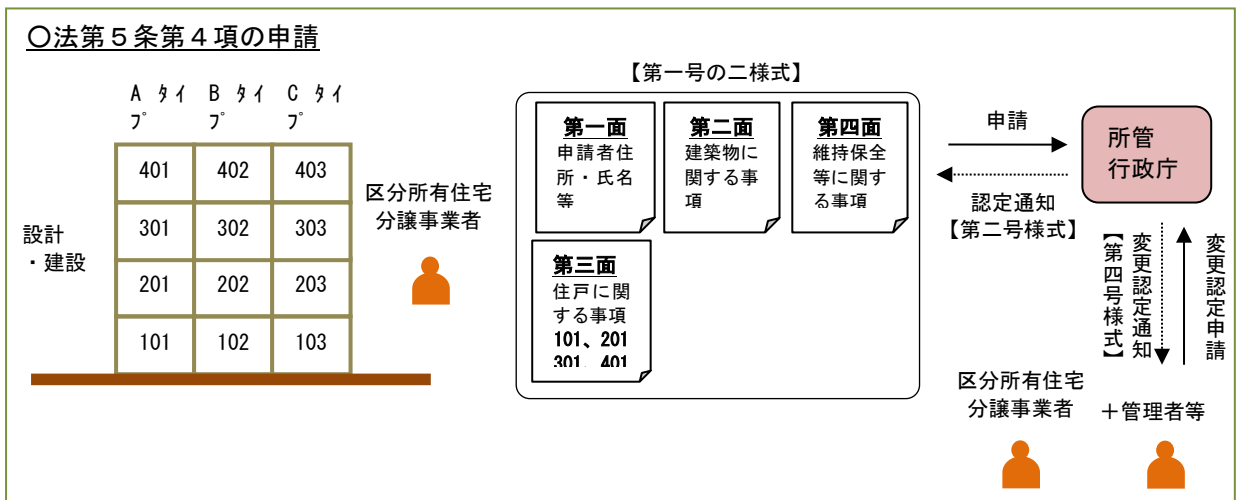 〇法第５条第４項の申請
【第一号の二様式】
A ﾀｲ
ﾌﾟ
B ﾀｲ
ﾌﾟ
C ﾀｲ
ﾌﾟ
401 402 403
301 302 303
201 202 203
101 102 103
設計
・建設
区分所有住宅
分譲事業者
第一面
申請者住
所・氏名
等
第二面
建築物に
関する事
項
第四面
維持保全
等に関す
る事項
第三面
住戸に関
する事項
101、201
301、401
申請
認定通知
【第二号様式】
所管
行政庁
変更認定通知
【第四号様式】
変更認定申請
区分所有住宅
分譲事業者
＋管理者等